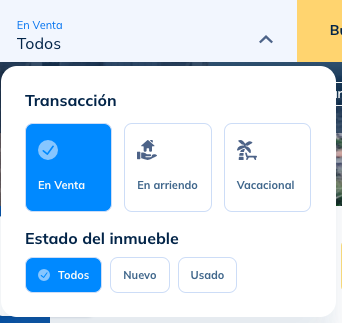 En Venta
Todos
Bu
Transacción
En Venta
En arriendo
Vacacional
Estado del inmueble
Todos
Nuevo
Usado